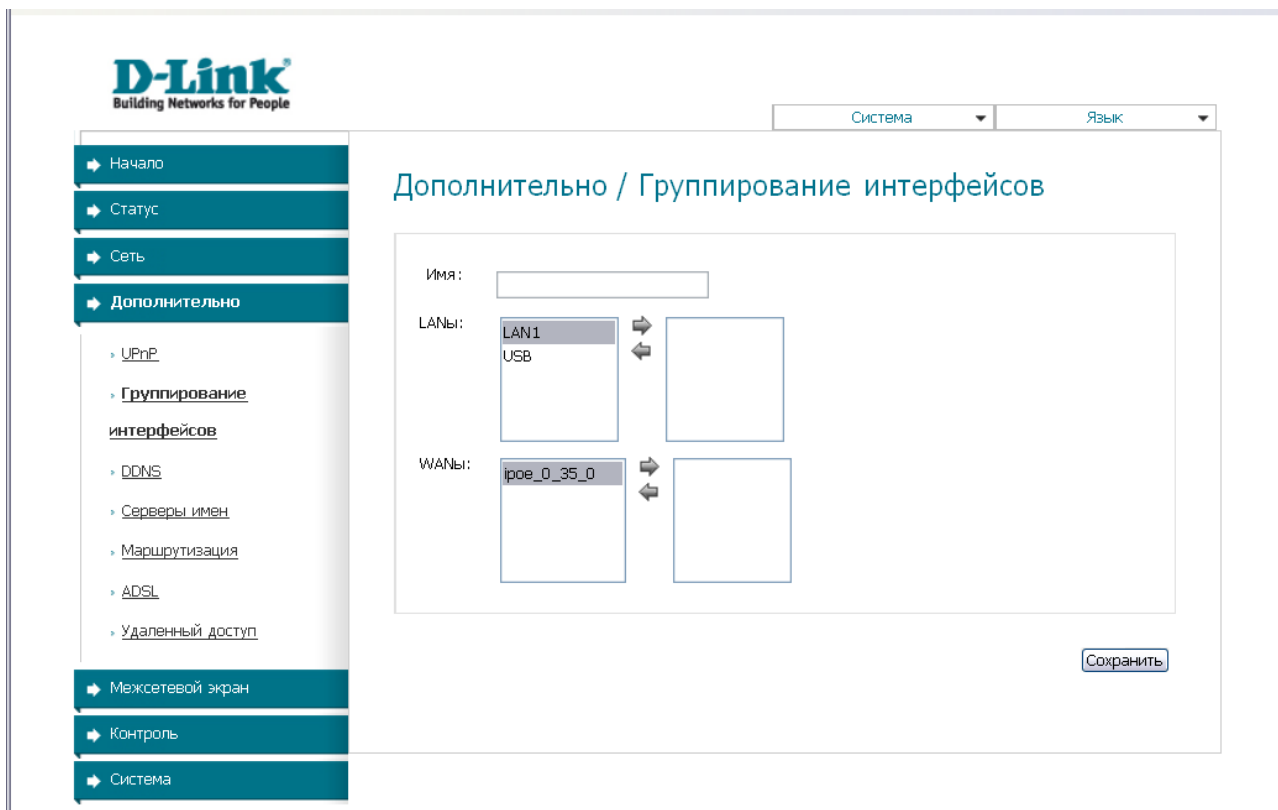 D-Link
Building Networks for People
Система
Язык
Начало
Статус
Сеть
Дополнительно
UPnP
Группирование
интерфейсов
DDNS
Серверы имен
Маршрутизация
ADSL
Удаленный доступ
Межсетевой экран
Контроль
Система
Дополнительно / Группирование интерфейсов
Имя:
LANы:
LAN1
USB
WANы:
ipoe_0_35_0
Сохранить